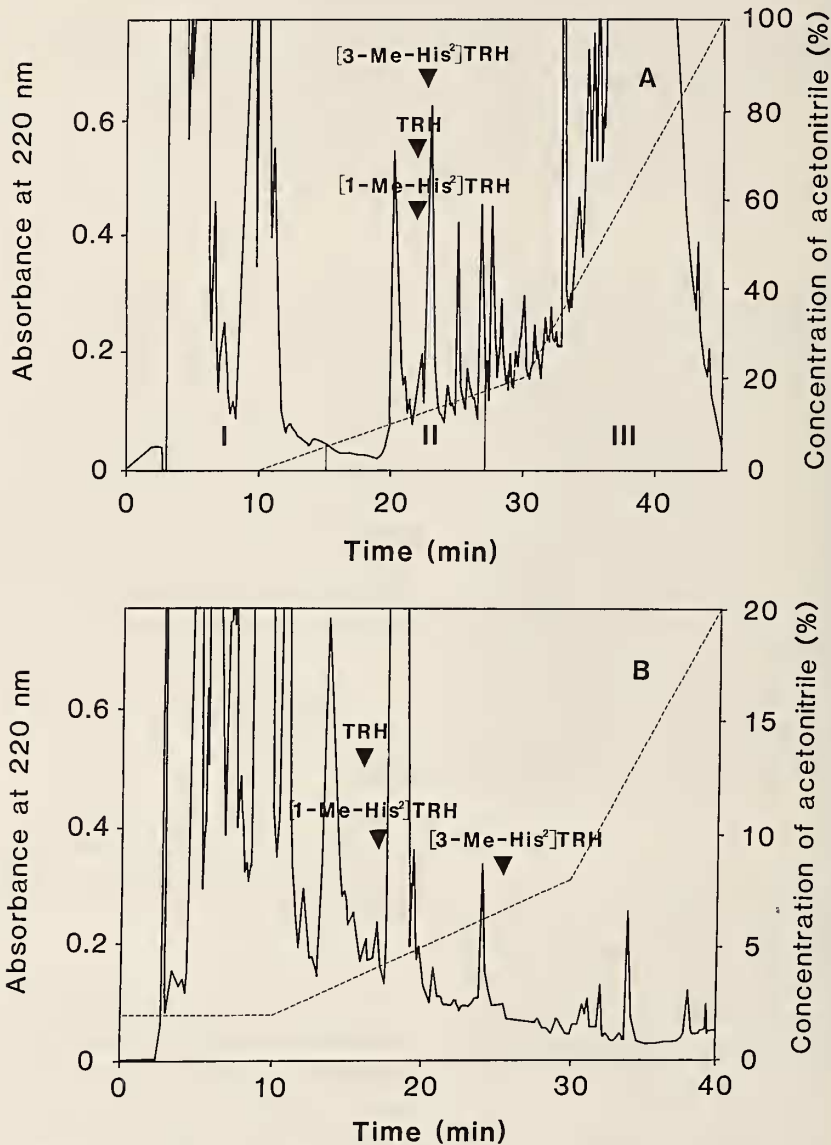 [3-Me-His²]TRH
TRH
[1-Me-His²]TRH
A
Absorbance at 220 nm
0.6
0.4
0.2
0
100
80
60
40
20
0
Concentration of acetonitrile (%)
I
II
III
0
10
20
30
40
Time (min)
B
TRH
[1-Me-His²]TRH
[3-Me-His²]TRH
Absorbance at 220 nm
0.6
0.4
0.2
0
20
15
10
5
0
Concentration of acetonitrile (%)
0
10
20
30
40
Time (min)